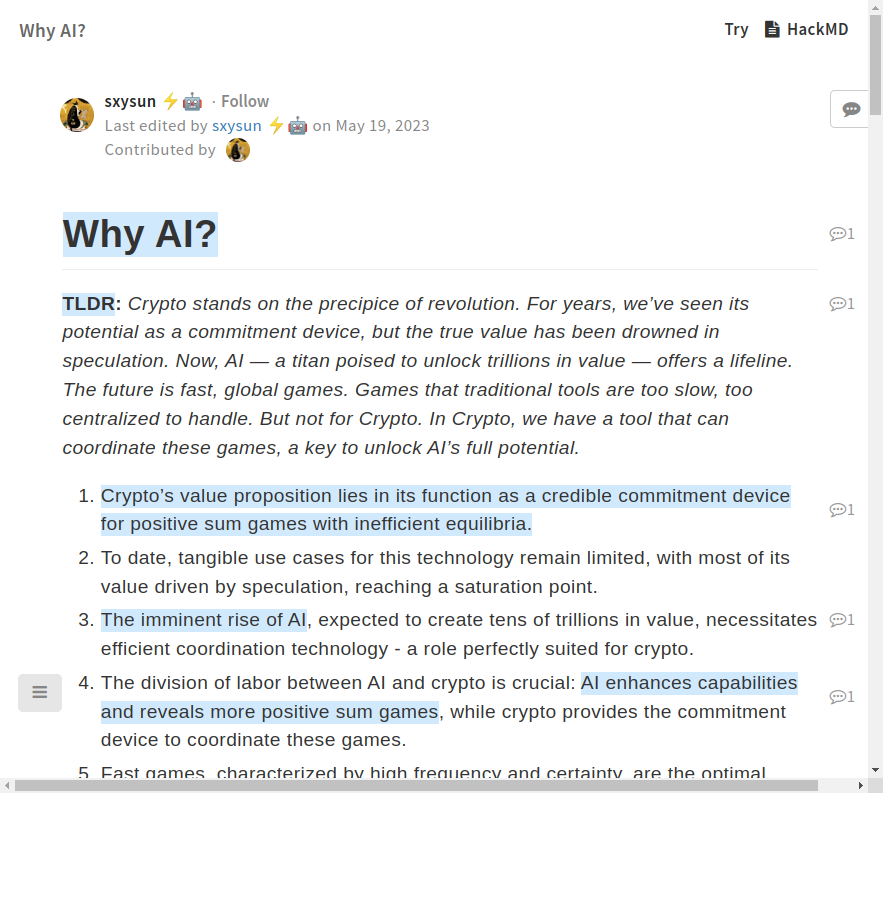 Why AI?
Try HackMD
sxysun ⚡🤖 · Follow
Last edited by sxysun ⚡🤖 on May 19, 2023
Contributed by
Why AI?
1
TLDR: Crypto stands on the precipice of revolution. For years, we’ve seen its
1
potential as a commitment device, but the true value has been drowned in
speculation. Now, AI — a titan poised to unlock trillions in value — offers a lifeline.
The future is fast, global games. Games that traditional tools are too slow, too
centralized to handle. But not for Crypto. In Crypto, we have a tool that can
coordinate these games, a key to unlock AI’s full potential.
1. Crypto’s value proposition lies in its function as a credible commitment device
for positive sum games with inefficient equilibria.
1
2. To date, tangible use cases for this technology remain limited, with most of its
value driven by speculation, reaching a saturation point.
3. The imminent rise of AI, expected to create tens of trillions in value, necessitates
1
efficient coordination technology - a role perfectly suited for crypto.
4. The division of labor between AI and crypto is crucial: AI enhances capabilities
and reveals more positive sum games, while crypto provides the commitment
1
device to coordinate these games.
5. Fast games, characterized by high frequency and certainty, are the optimal